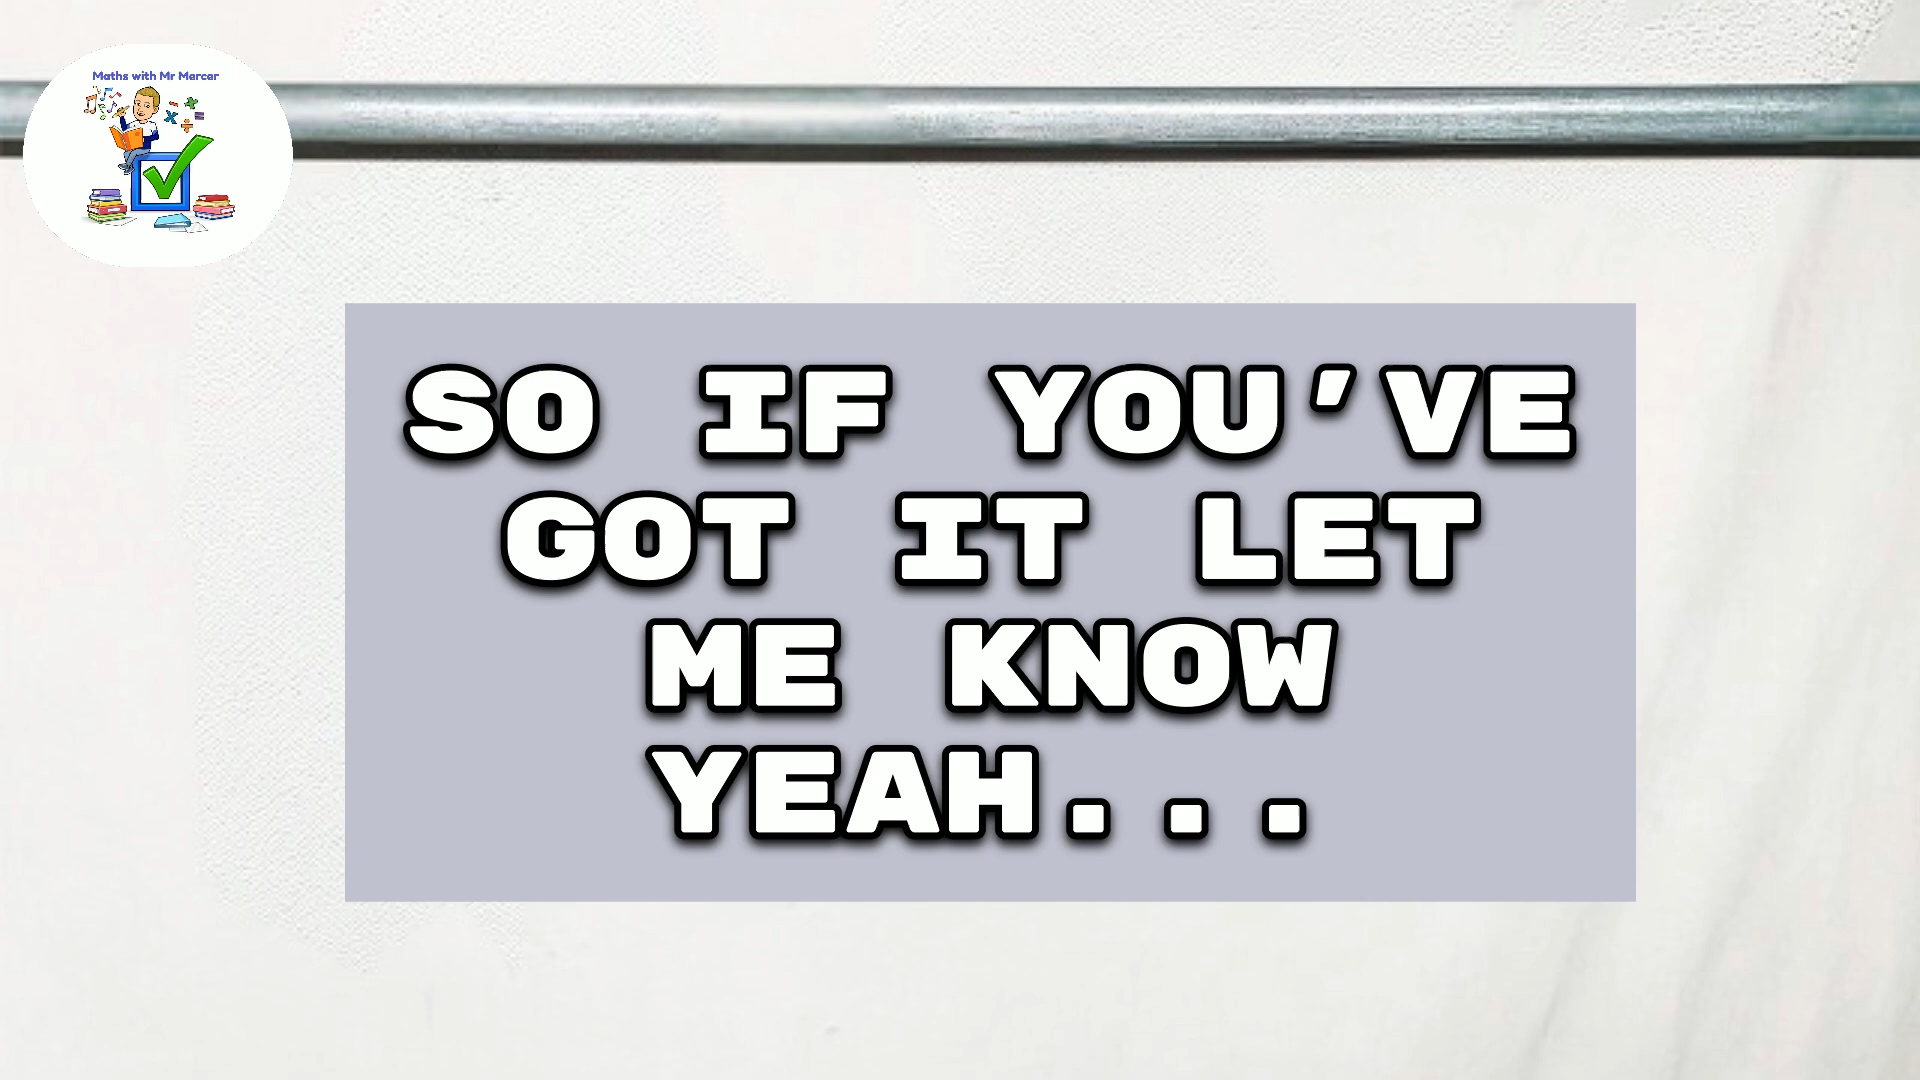 Maths with Mr Mercer
SO IF YOU'VE
GOT IT LET
ME KNOW
YEAH...